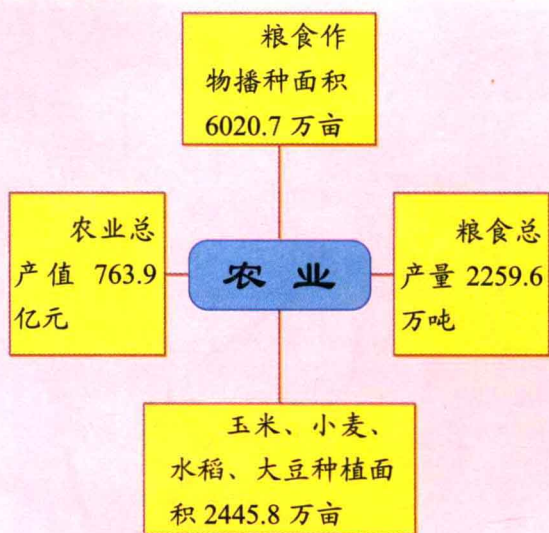 粮食作
物播种面积
6020.7 万亩
农业总
产值 763.9
亿元
农 业
粮食总
产量 2259.6
万吨
玉米、小麦、
水稻、大豆种植面
积 2445.8 万亩